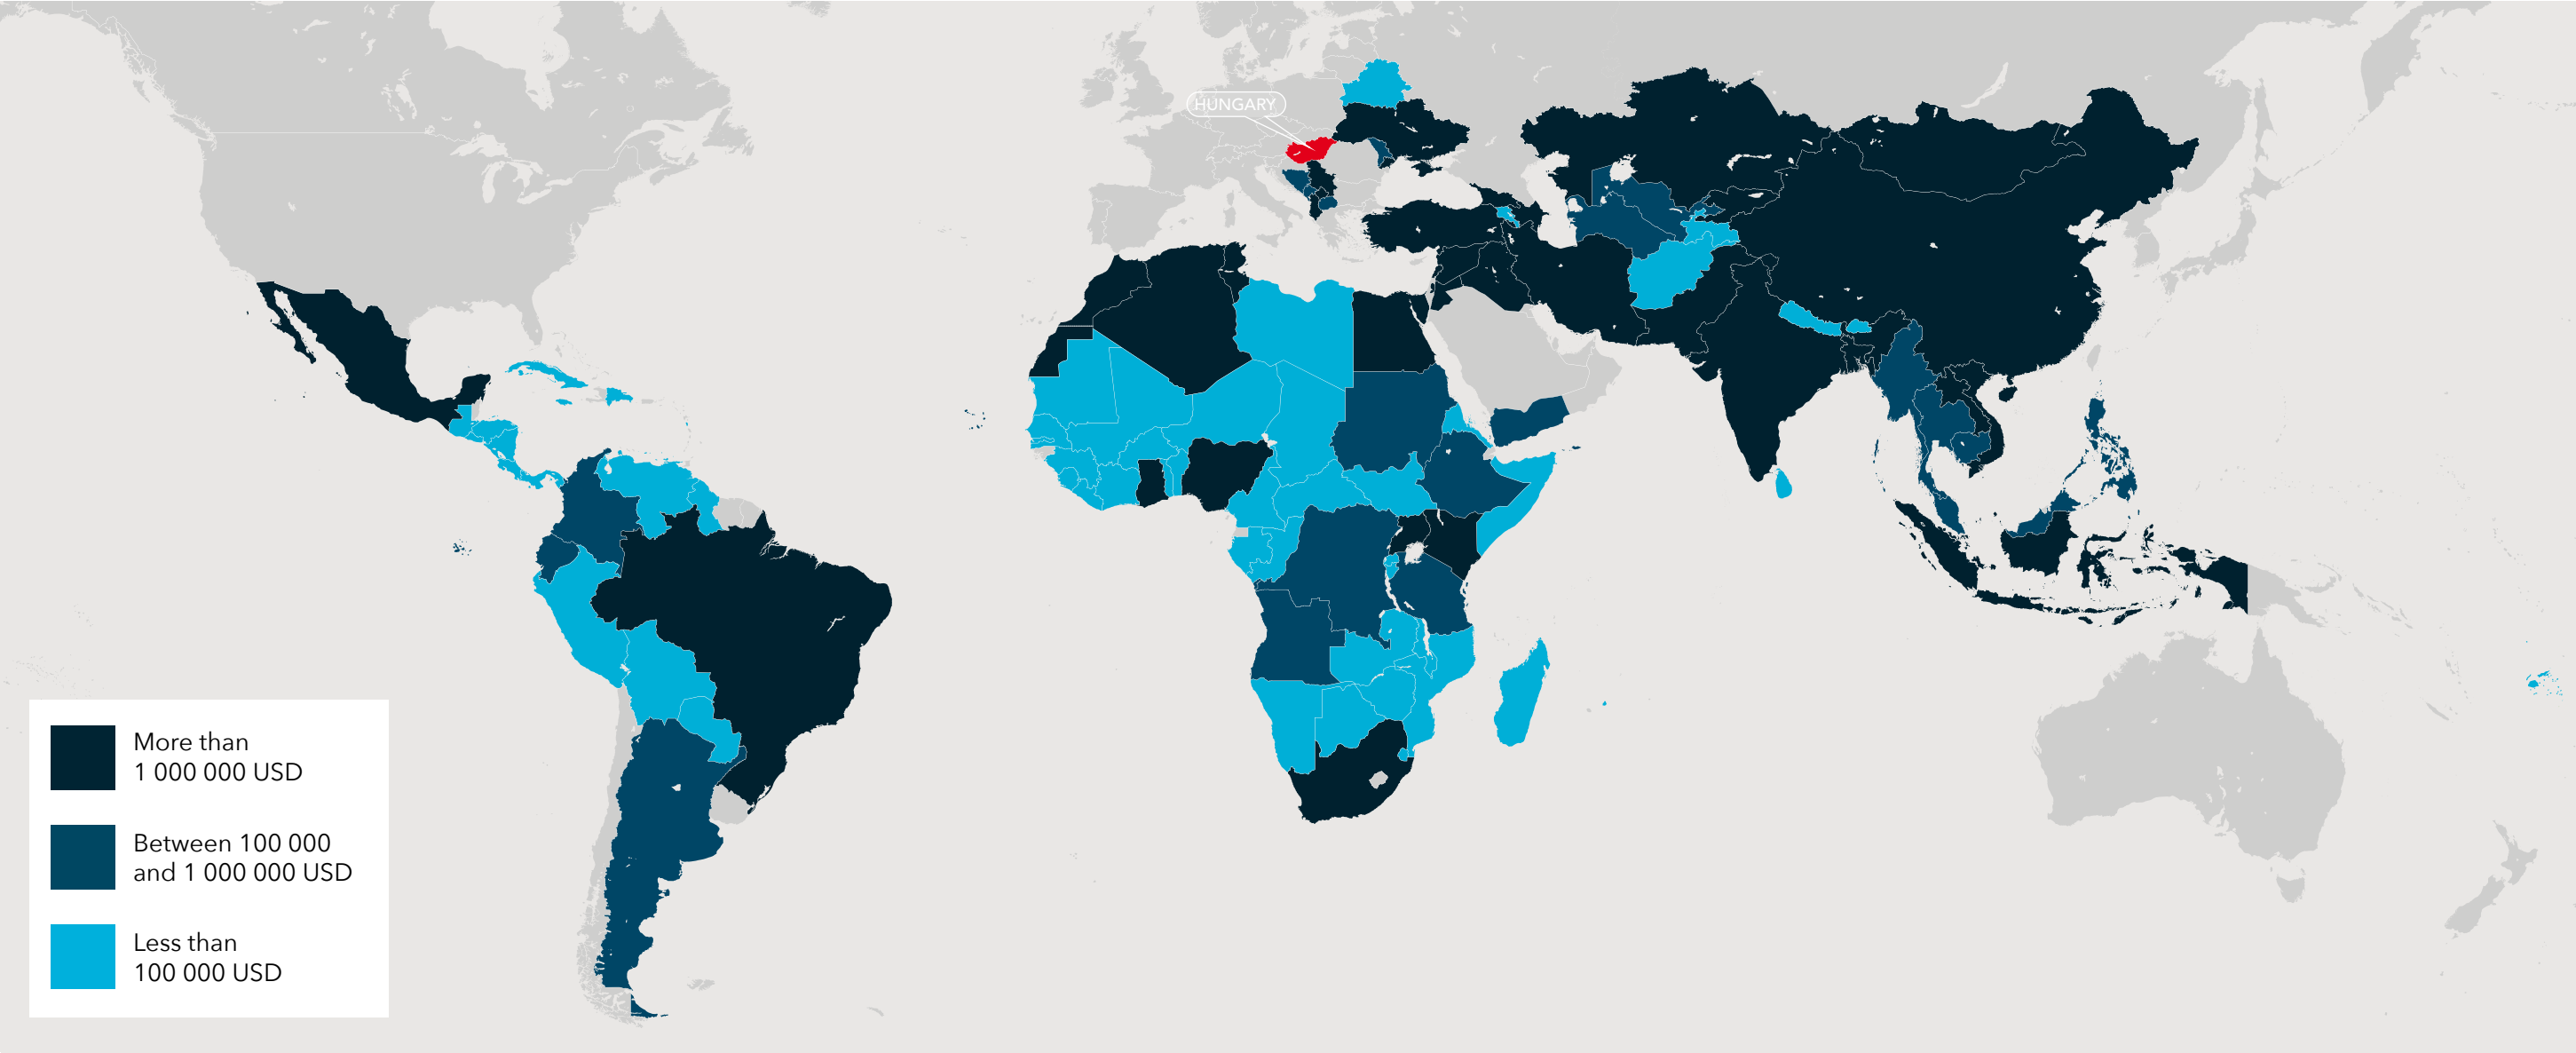 HUNGARY
More than
1 000 000 USD
Between 100 000
and 1 000 000 USD
Less than
100 000 USD